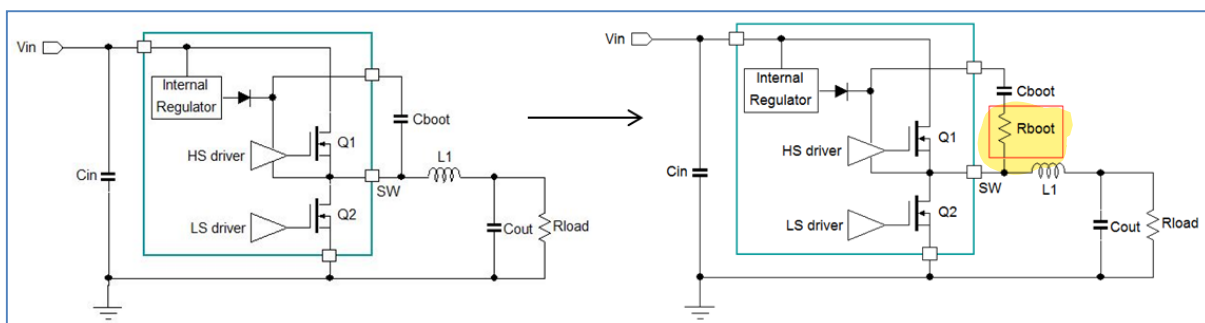 Vin
Internal
Regulator
Cboot
Q1
HS driver
L1
Cin
SW
Q2
LS driver
Cout
Rload
Vin
Internal
Regulator
Cboot
Rboot
Q1
HS driver
Cin
SW
L1
Q2
LS driver
Cout
Rload